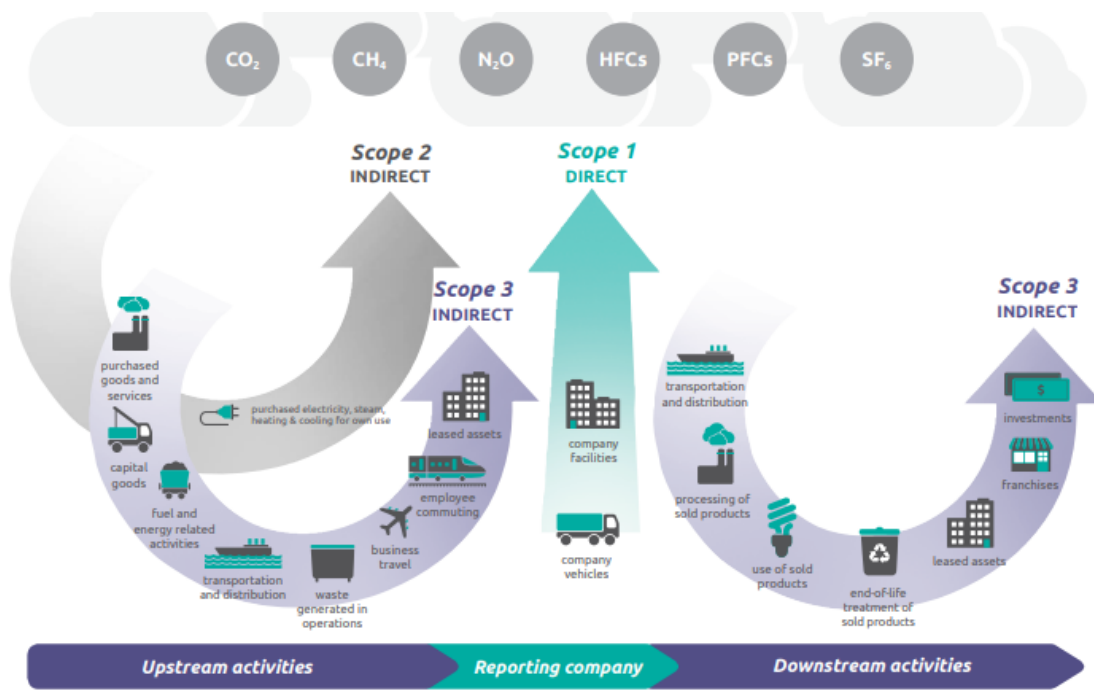 CO₂
CH₄
N₂O
HFCs
PFCs
SF₆
Scope 2
INDIRECT
Scope 1
DIRECT
Scope 3
INDIRECT
Scope 3
INDIRECT
purchased
goods and
services
purchased electricity, steam,
heating & cooling for own use
capital
goods
fuel and
energy related
activities
transportation
and distribution
waste
generated in
operations
business
travel
employee
commuting
leased assets
company
facilities
company
vehicles
transportation
and distribution
processing of
sold products
use of sold
products
end-of-life
treatment of
sold products
leased assets
franchises
$
investments
Upstream activities
Reporting company
Downstream activities